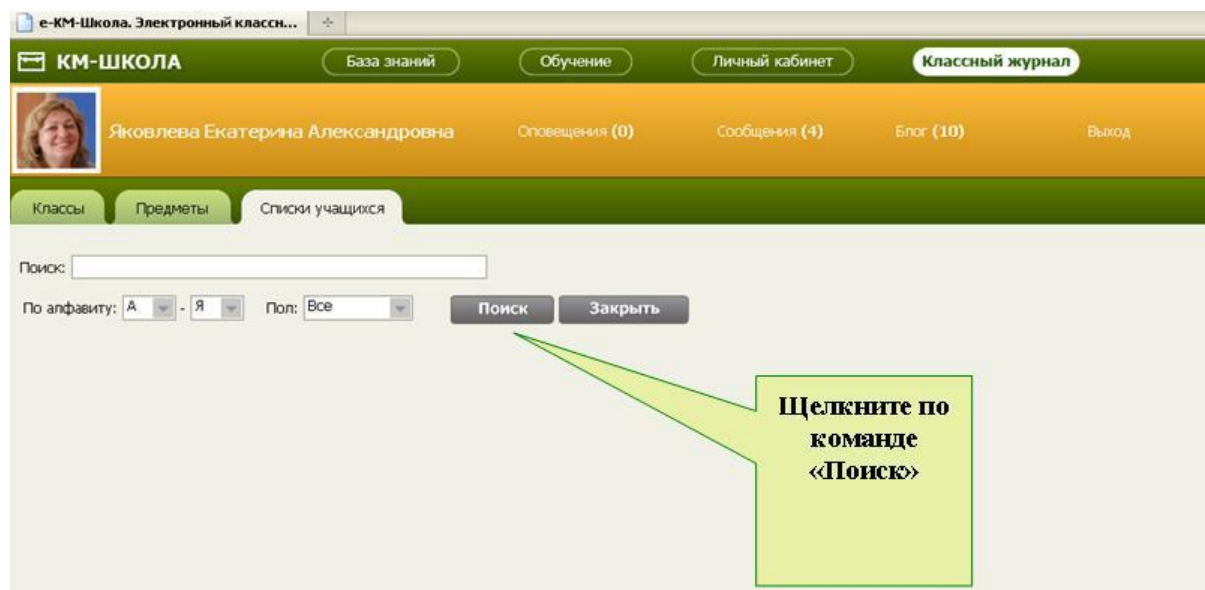 е-КМ-Школа. Электронный классн...
КМ-ШКОЛА База знаний Обучение Личный кабинет Классный журнал
Яковлева Екатерина Александровна Оповещения (0) Сообщения (4) Блог (10) Выход
Классы Предметы Списки учащихся
Поиск:
По алфавиту: А - Я Пол: Все Поиск Закрыть
Щелкните по
команде
«Поиск»